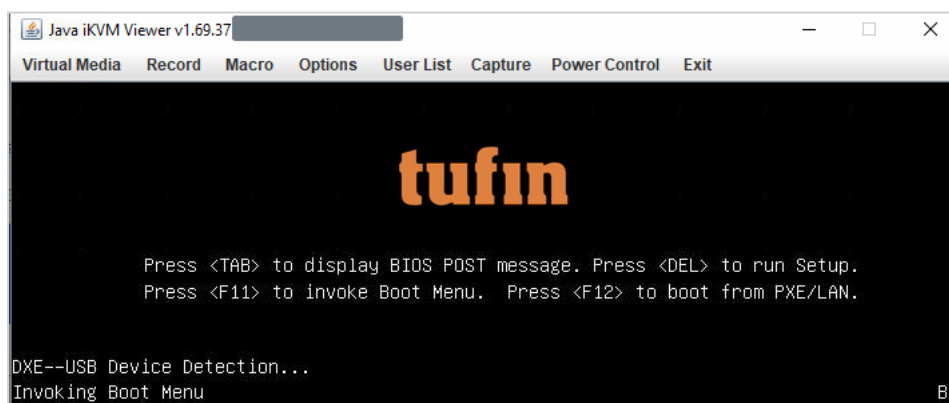 Java iKVM Viewer v1.69.37
Virtual Media Record Macro Options User List Capture Power Control Exit
tufin
Press <TAB> to display BIOS POST message. Press <DEL> to run Setup.
Press <F11> to invoke Boot Menu. Press <F12> to boot from PXE/LAN.
DXE--USB Device Detection...
Invoking Boot Menu B